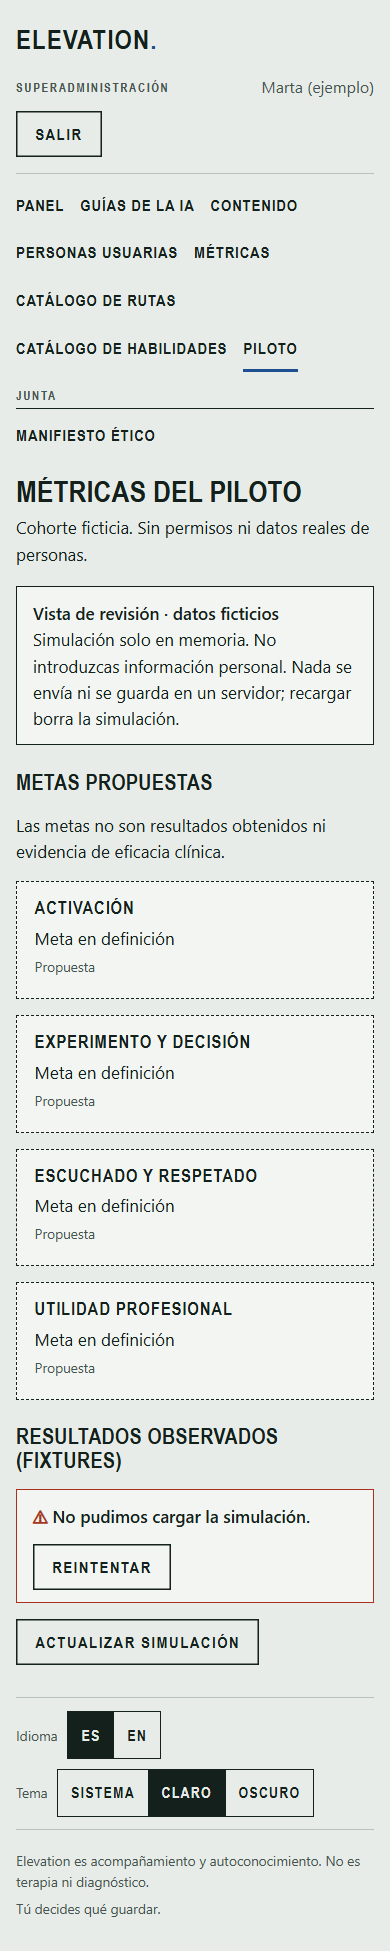 ELEVATION.
SUPERADMINISTRACIÓN
Marta (ejemplo)
SALIR
PANEL GUÍAS DE LA IA CONTENIDO
PERSONAS USUARIAS MÉTRICAS
CATÁLOGO DE RUTAS
CATÁLOGO DE HABILIDADES PILOTO
JUNTA
MANIFIESTO ÉTICO
MÉTRICAS DEL PILOTO
Cohorte ficticia. Sin permisos ni datos reales de
personas.
Vista de revisión · datos ficticios
Simulación solo en memoria. No
introduzcas información personal. Nada se
envía ni se guarda en un servidor; recargar
borra la simulación.
METAS PROPUESTAS
Las metas no son resultados obtenidos ni
evidencia de eficacia clínica.
ACTIVACIÓN
Meta en definición
Propuesta
EXPERIMENTO Y DECISIÓN
Meta en definición
Propuesta
ESCUCHADO Y RESPETADO
Meta en definición
Propuesta
UTILIDAD PROFESIONAL
Meta en definición
Propuesta
RESULTADOS OBSERVADOS
(FIXTURES)
No pudimos cargar la simulación.
REINTENTAR
ACTUALIZAR SIMULACIÓN
Idioma ES EN
Tema SISTEMA CLARO OSCURO
Elevation es acompañamiento y autoconocimiento. No es
terapia ni diagnóstico.
Tú decides qué guardar.